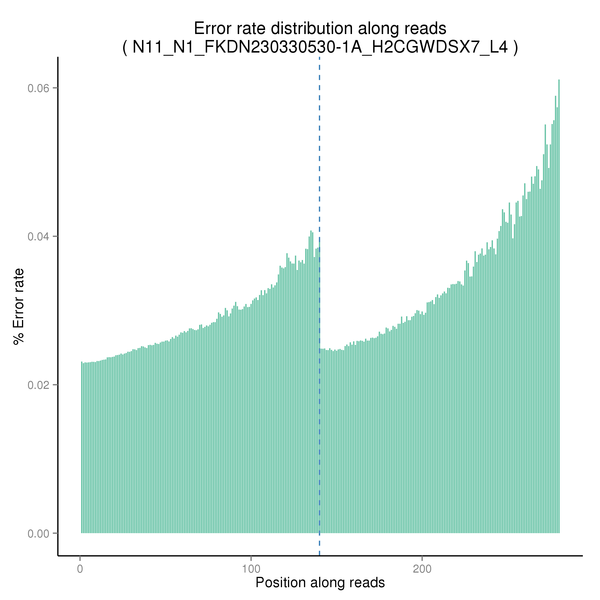 Error rate distribution along reads
( N11_N1_FKDN230330530-1A_H2CGWDSX7_L4 )
0.06
0.04
0.02
0.00
% Error rate
0 100 200
Position along reads